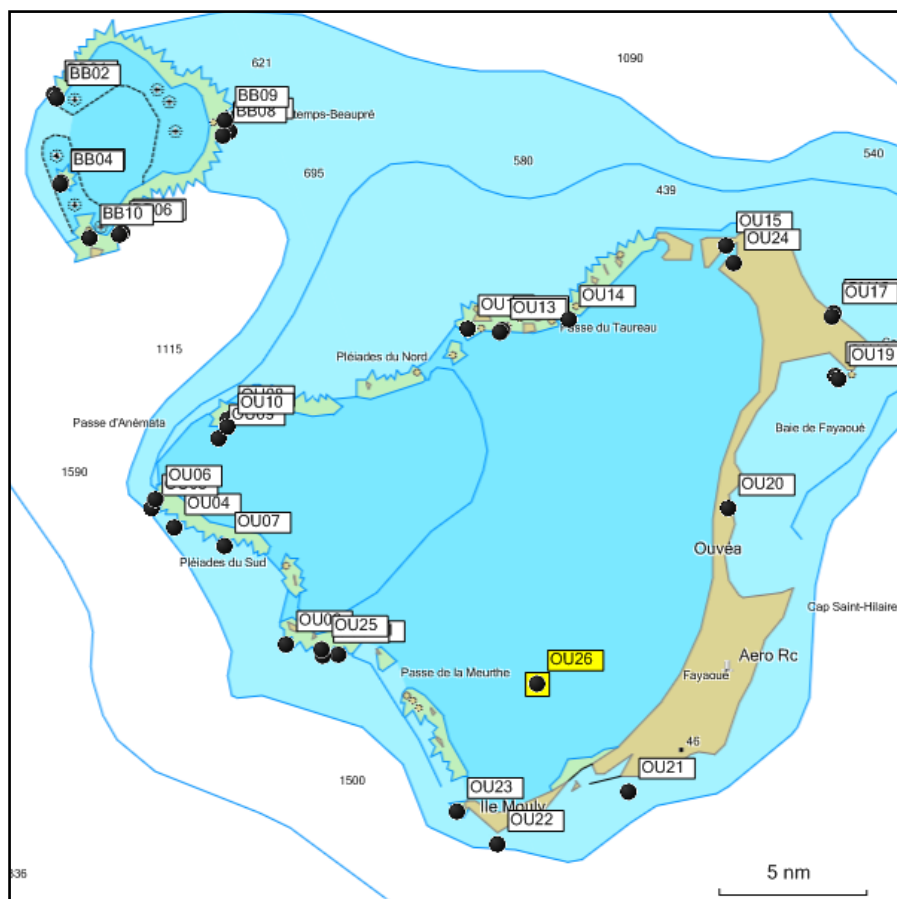 1090
621
BB02
BB09
BB08
temps-Beaupré
580
540
BB04
695
439
BB10
BB06
OU15
OU24
OU14
OU13
OU17
Passe du Taureau
1115
Pléiades du Nord
OU19
OU10
OU09
Passe d'Anémata
Baie de Fayaoué
1590
OU06
OU04
OU20
OU07
Ouvéa
Pléiades du Sud
Cap Saint-Hilaire
OU25
Aero Rc
OU26
Passe de la Meurthe
Fayaoué
46
1500
OU21
OU23
Ile Mouly
OU22
5 nm